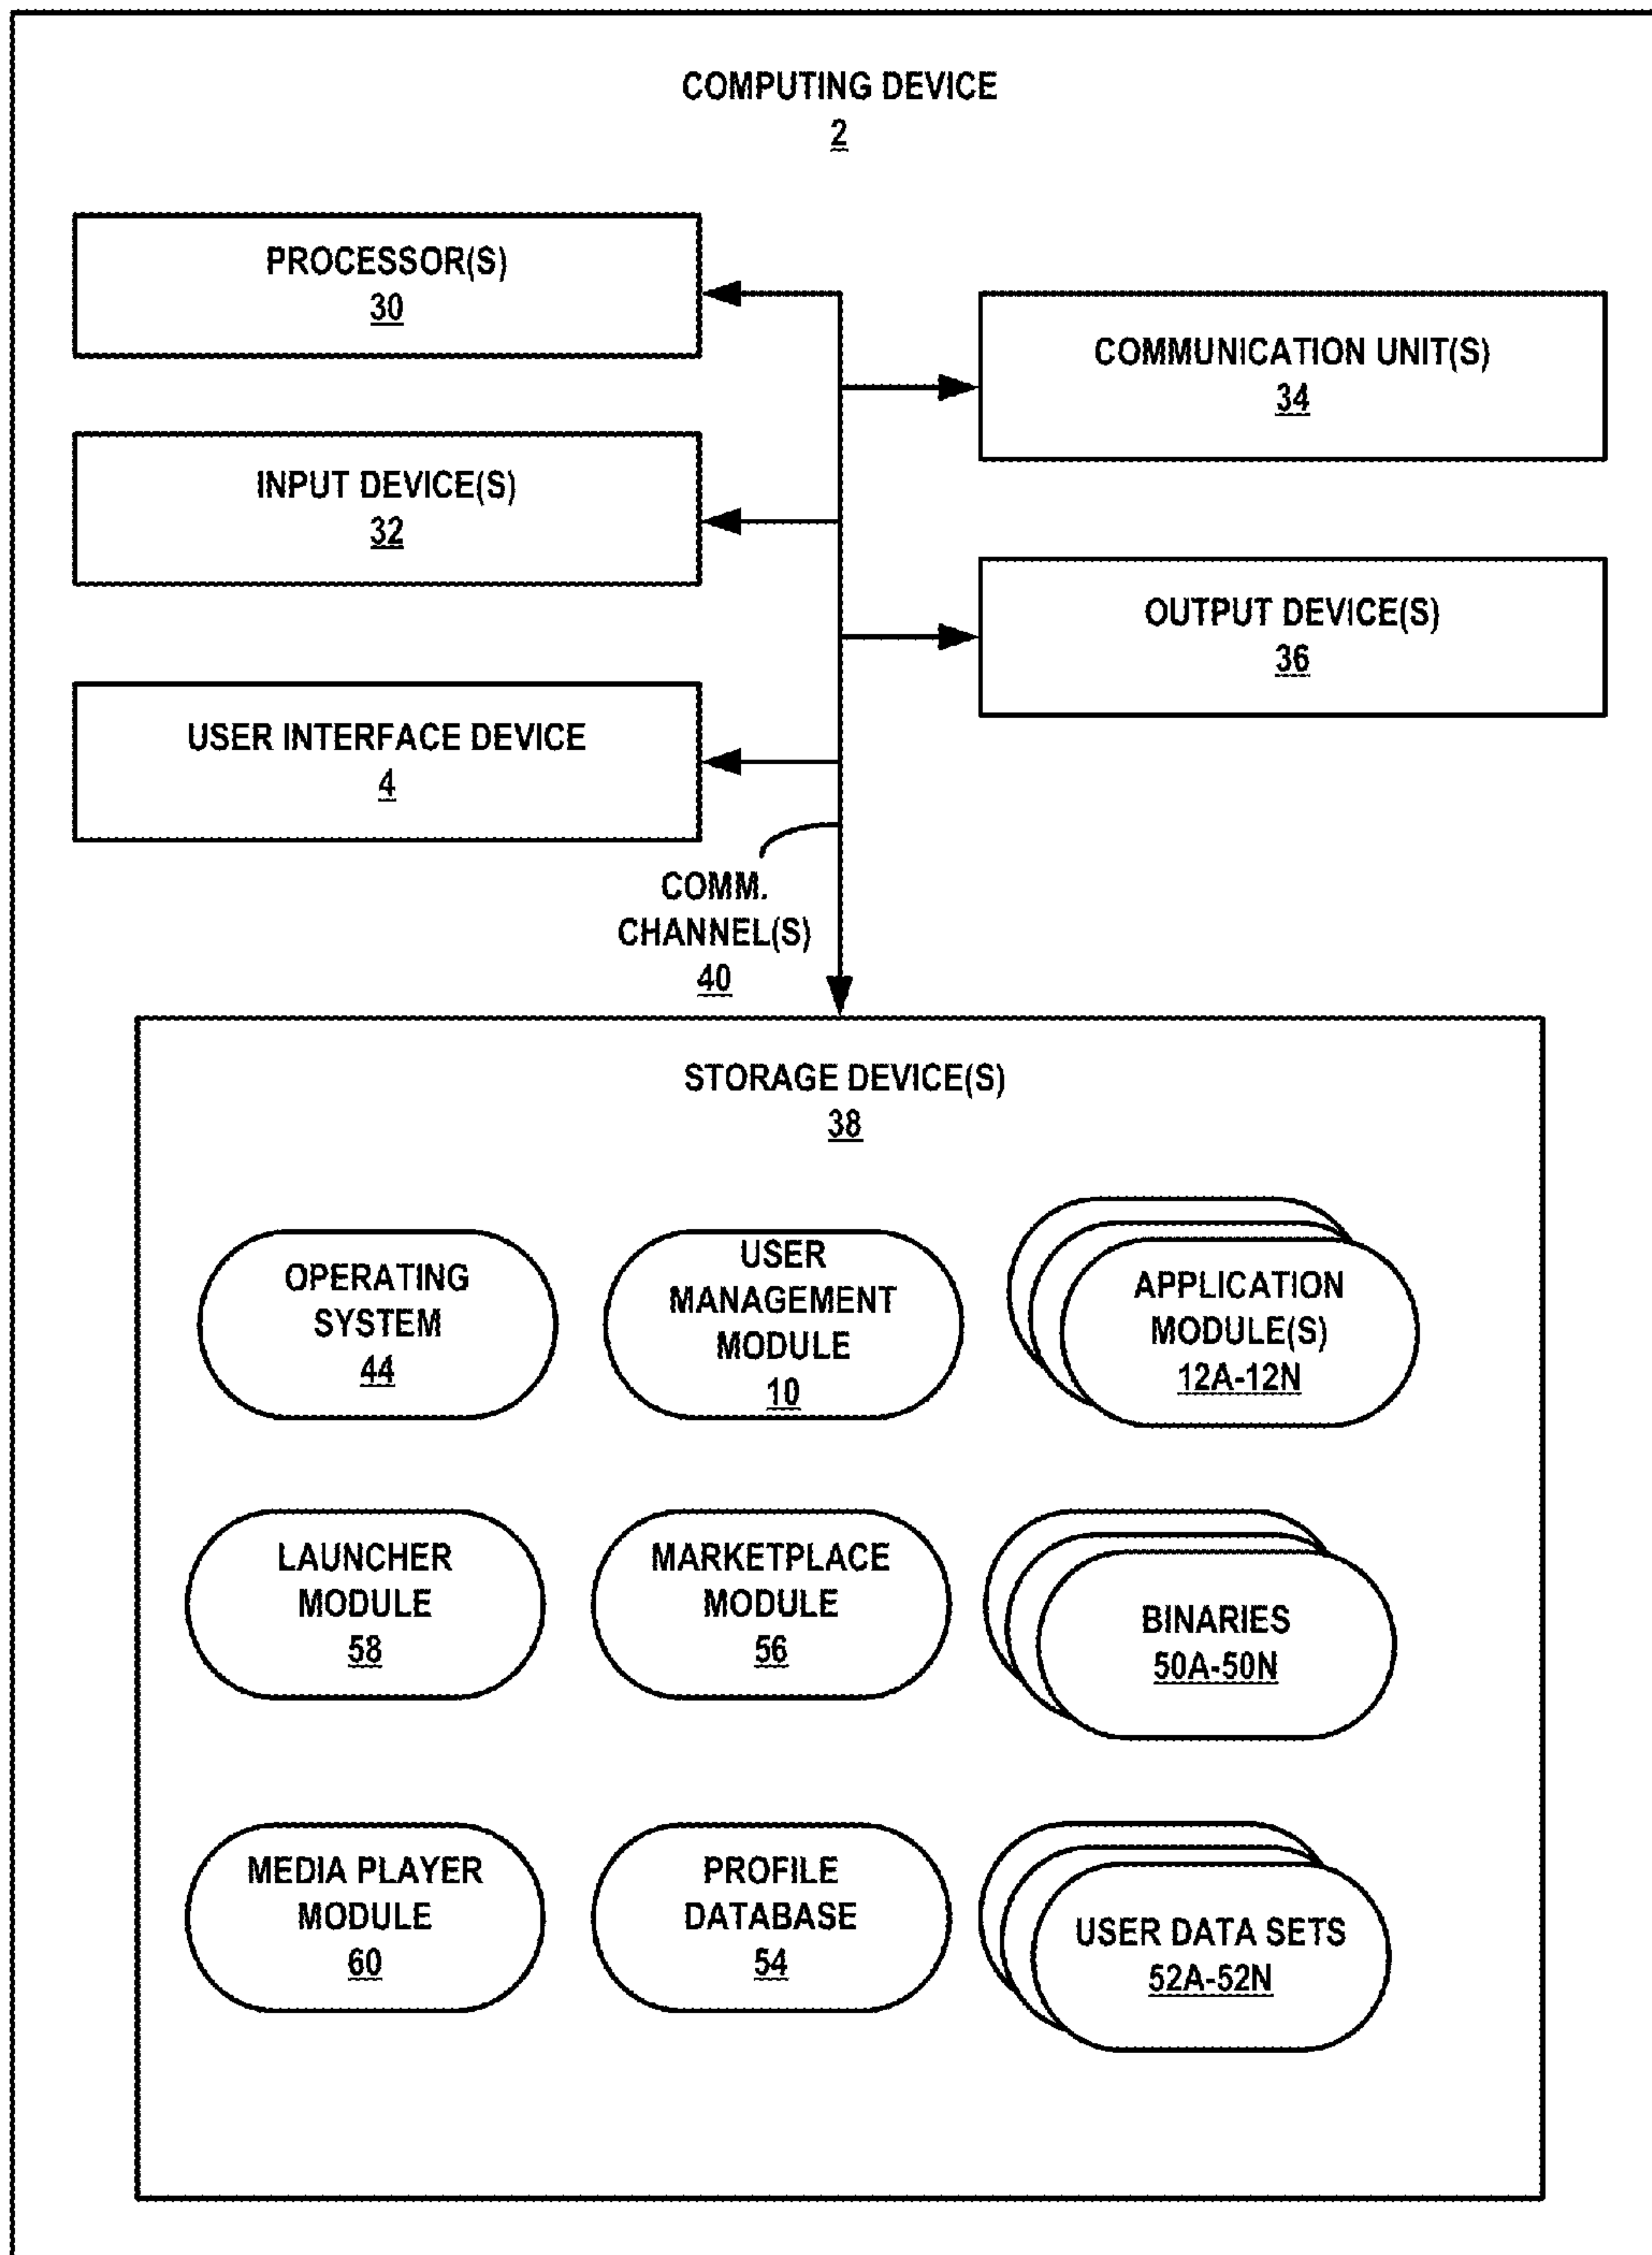 COMPUTING DEVICE
2
PROCESSOR(S)
30
COMMUNICATION UNIT(S)
34
INPUT DEVICE(S)
32
OUTPUT DEVICE(S)
36
USER INTERFACE DEVICE
4
COMM.
CHANNEL(S)
40
STORAGE DEVICE(S)
38
OPERATING
SYSTEM
44
USER
MANAGEMENT
MODULE
10
APPLICATION
MODULE(S)
12A-12N
LAUNCHER
MODULE
58
MARKETPLACE
MODULE
56
BINARIES
50A-50N
MEDIA PLAYER
MODULE
60
PROFILE
DATABASE
54
USER DATA SETS
52A-52N